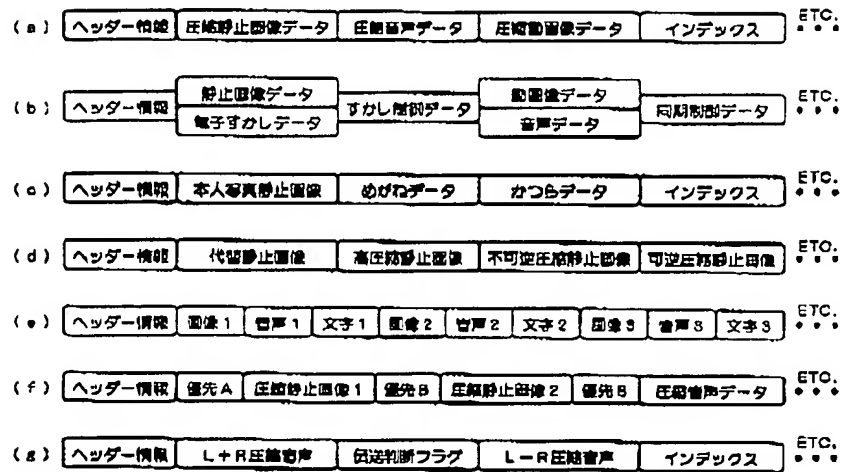 (a) ヘッダー情報 圧縮静止画像データ 圧縮音声データ 圧縮動画像データ インデックス ETC.
(b) ヘッダー情報 静止画像データ 電子すかしデータ すかし制御データ 動画像データ 音声データ 同期制御データ ETC.
(c) ヘッダー情報 本人写真静止画像 めがねデータ かつらデータ インデックス ETC.
(d) ヘッダー情報 代替静止画像 高圧縮静止画像 不可逆圧縮静止画像 可逆圧縮静止画像 ETC.
(e) ヘッダー情報 画像1 音声1 文字1 画像2 音声2 文字2 画像3 音声3 文字3 ETC.
(f) ヘッダー情報 優先A 圧縮静止画像1 優先B 圧縮静止画像2 優先B 圧縮音声データ ETC.
(g) ヘッダー情報 L+R圧縮音声 伝送判断フラグ L-R圧縮音声 インデックス ETC.